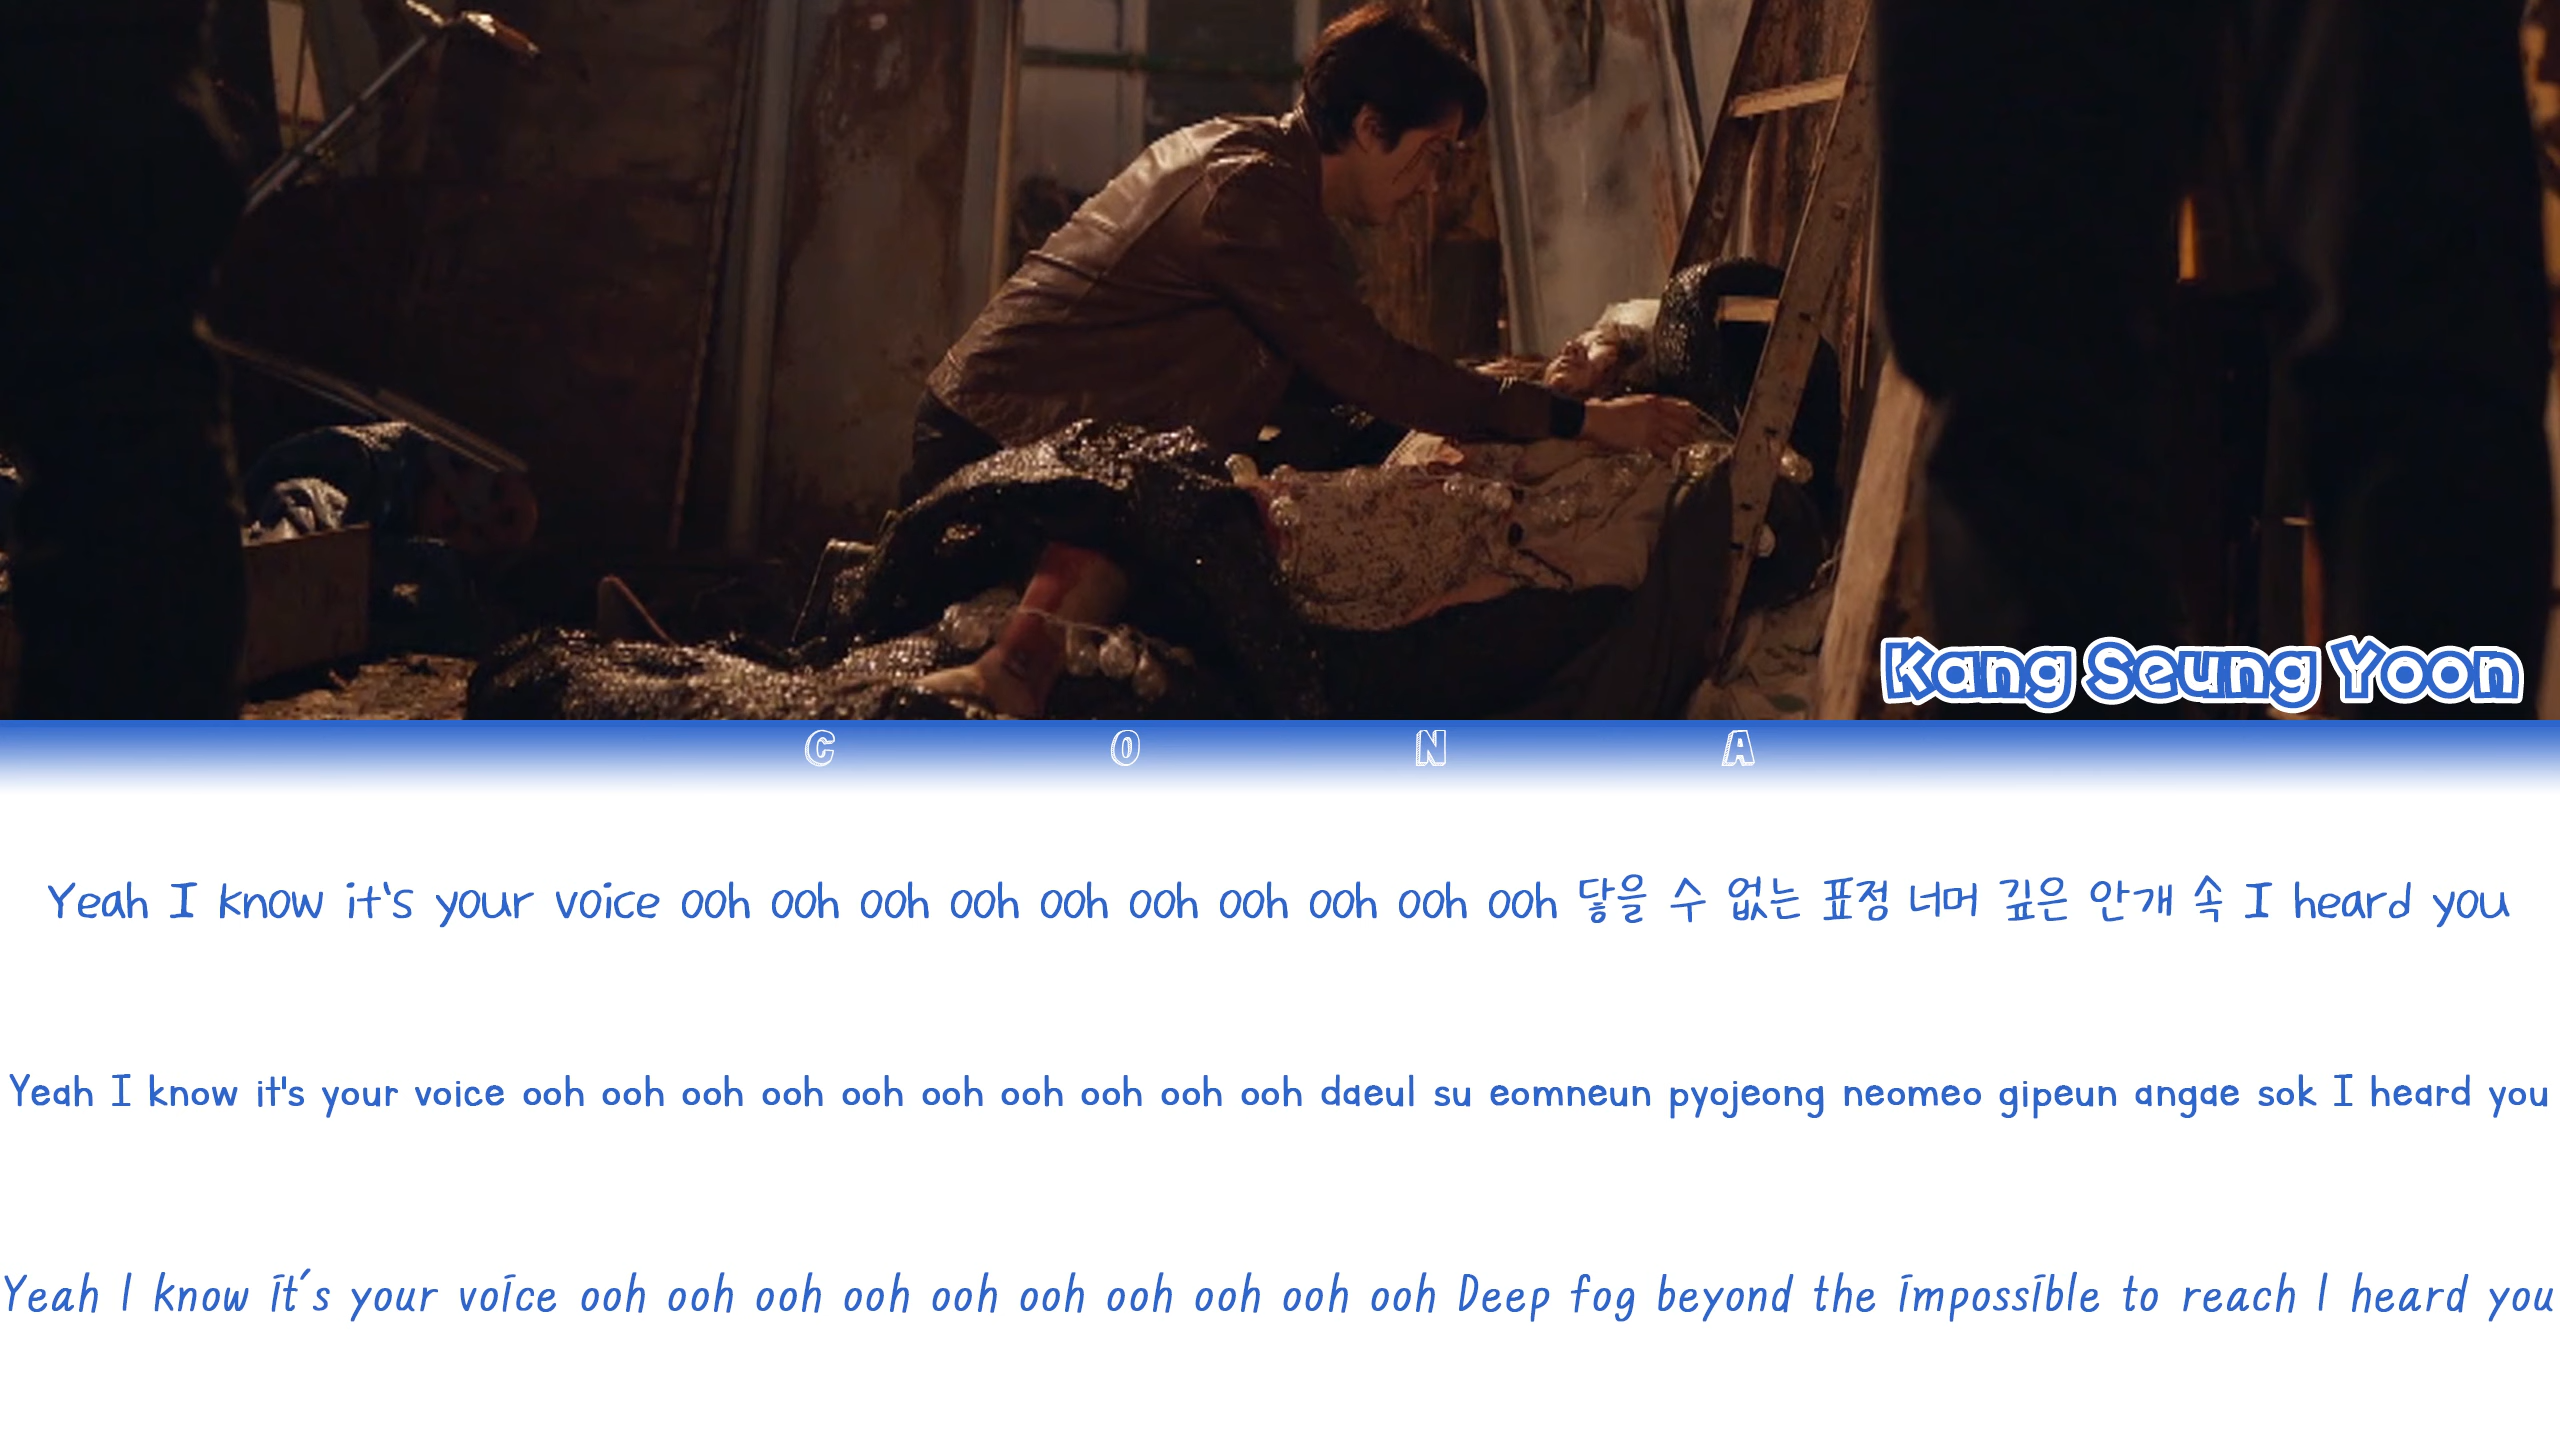 Kang Seung Yoon
C O N A
Yeah I know it's your voice ooh ooh ooh ooh ooh ooh ooh ooh ooh ooh 닿을 수 없는 표정 너머 깊은 안개 속 I heard you
Yeah I know it's your voice ooh ooh ooh ooh ooh ooh ooh ooh ooh ooh daeul su eomneun pyojeong neomeo gipeun angae sok I heard you
Yeah I know it's your voice ooh ooh ooh ooh ooh ooh ooh ooh ooh ooh Deep fog beyond the impossible to reach I heard you